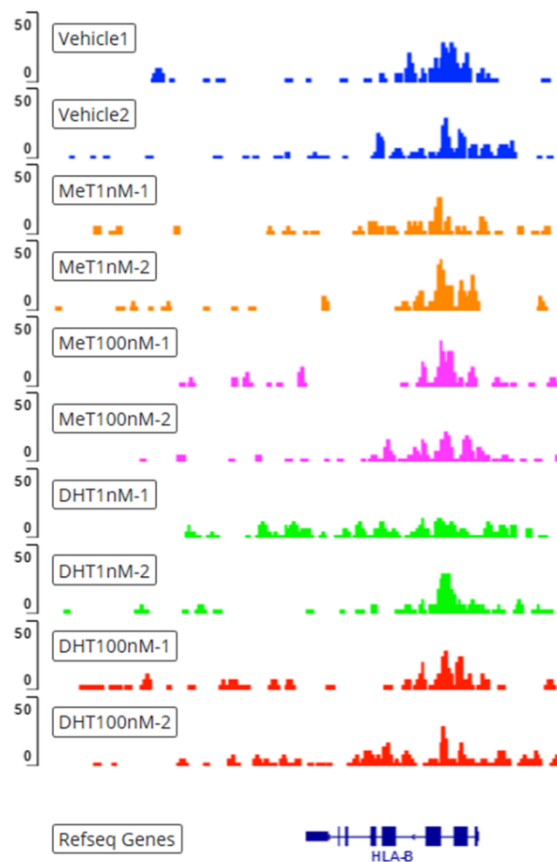 50
Vehicle1
0
50
Vehicle2
0
50
MeT1nM-1
0
50
MeT1nM-2
0
50
MeT100nM-1
0
50
MeT100nM-2
0
50
DHT1nM-1
0
50
DHT1nM-2
0
50
DHT100nM-1
0
50
DHT100nM-2
0
Refseq Genes
HLA-B